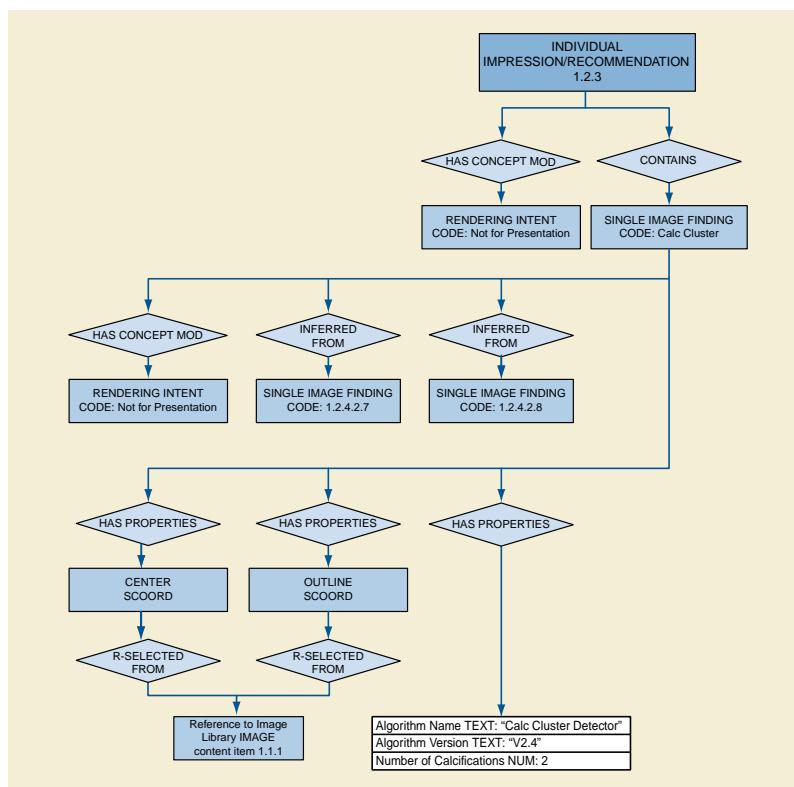 INDIVIDUAL
IMPRESSION/RECOMMENDATION
1.2.3
HAS CONCEPT MOD
CONTAINS
RENDERING INTENT
CODE: Not for Presentation
SINGLE IMAGE FINDING
CODE: Calc Cluster
HAS CONCEPT MOD
INFERRED
FROM
INFERRED
FROM
RENDERING INTENT
CODE: Not for Presentation
SINGLE IMAGE FINDING
CODE: 1.2.4.2.7
SINGLE IMAGE FINDING
CODE: 1.2.4.2.8
HAS PROPERTIES
HAS PROPERTIES
HAS PROPERTIES
CENTER
SCOORD
OUTLINE
SCOORD
R-SELECTED
FROM
R-SELECTED
FROM
Reference to Image
Library IMAGE
content item 1.1.1
Algorithm Name TEXT: “Calc Cluster Detector”
Algorithm Version TEXT: “V2.4”
Number of Calcifications NUM: 2